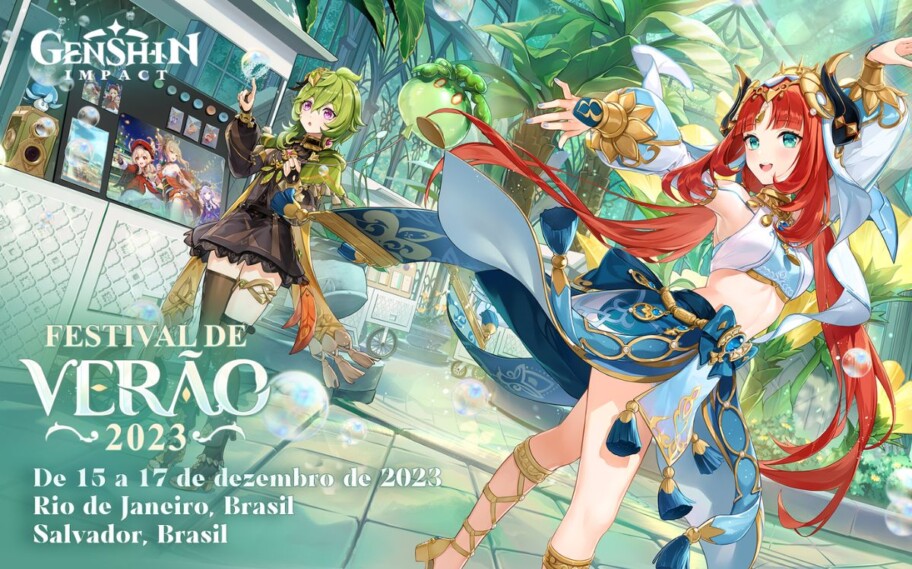 GENSHIN
IMPACT
FESTIVAL DE
VERÃO
2023
De 15 a 17 de dezembro de 2023
Rio de Janeiro, Brasil
Salvador, Brasil